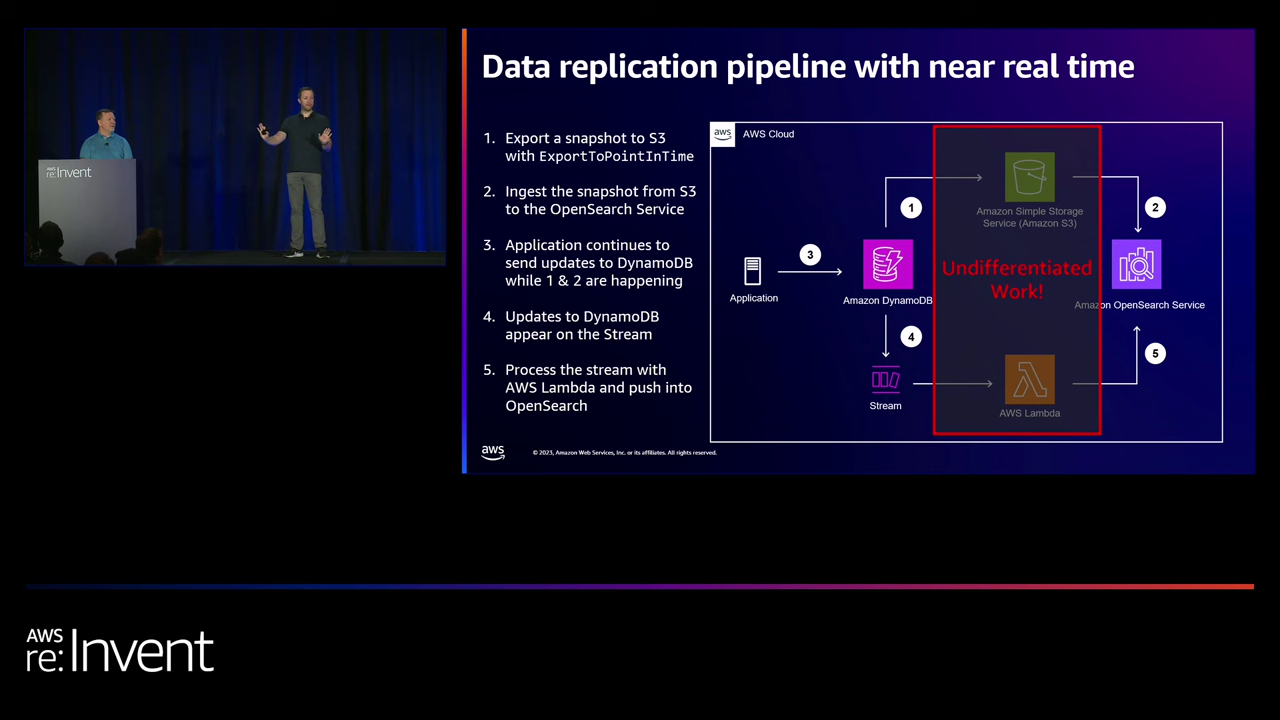 AWS
re:Invent
Data replication pipeline with near real time
1. Export a snapshot to S3
with ExportToPointInTime
2. Ingest the snapshot from S3
to the OpenSearch Service
3. Application continues to
send updates to DynamoDB
while 1 & 2 are happening
4. Updates to DynamoDB
appear on the Stream
5. Process the stream with
AWS Lambda and push into
OpenSearch
aws
AWS Cloud
Amazon Simple Storage
Service (Amazon S3)
1
2
3
Application
Amazon DynamoDB
Undifferentiated
Work!
Amazon OpenSearch Service
4
5
Stream
AWS Lambda
aws
© 2023, Amazon Web Services, Inc. or its affiliates. All rights reserved.
AWS
re:Invent